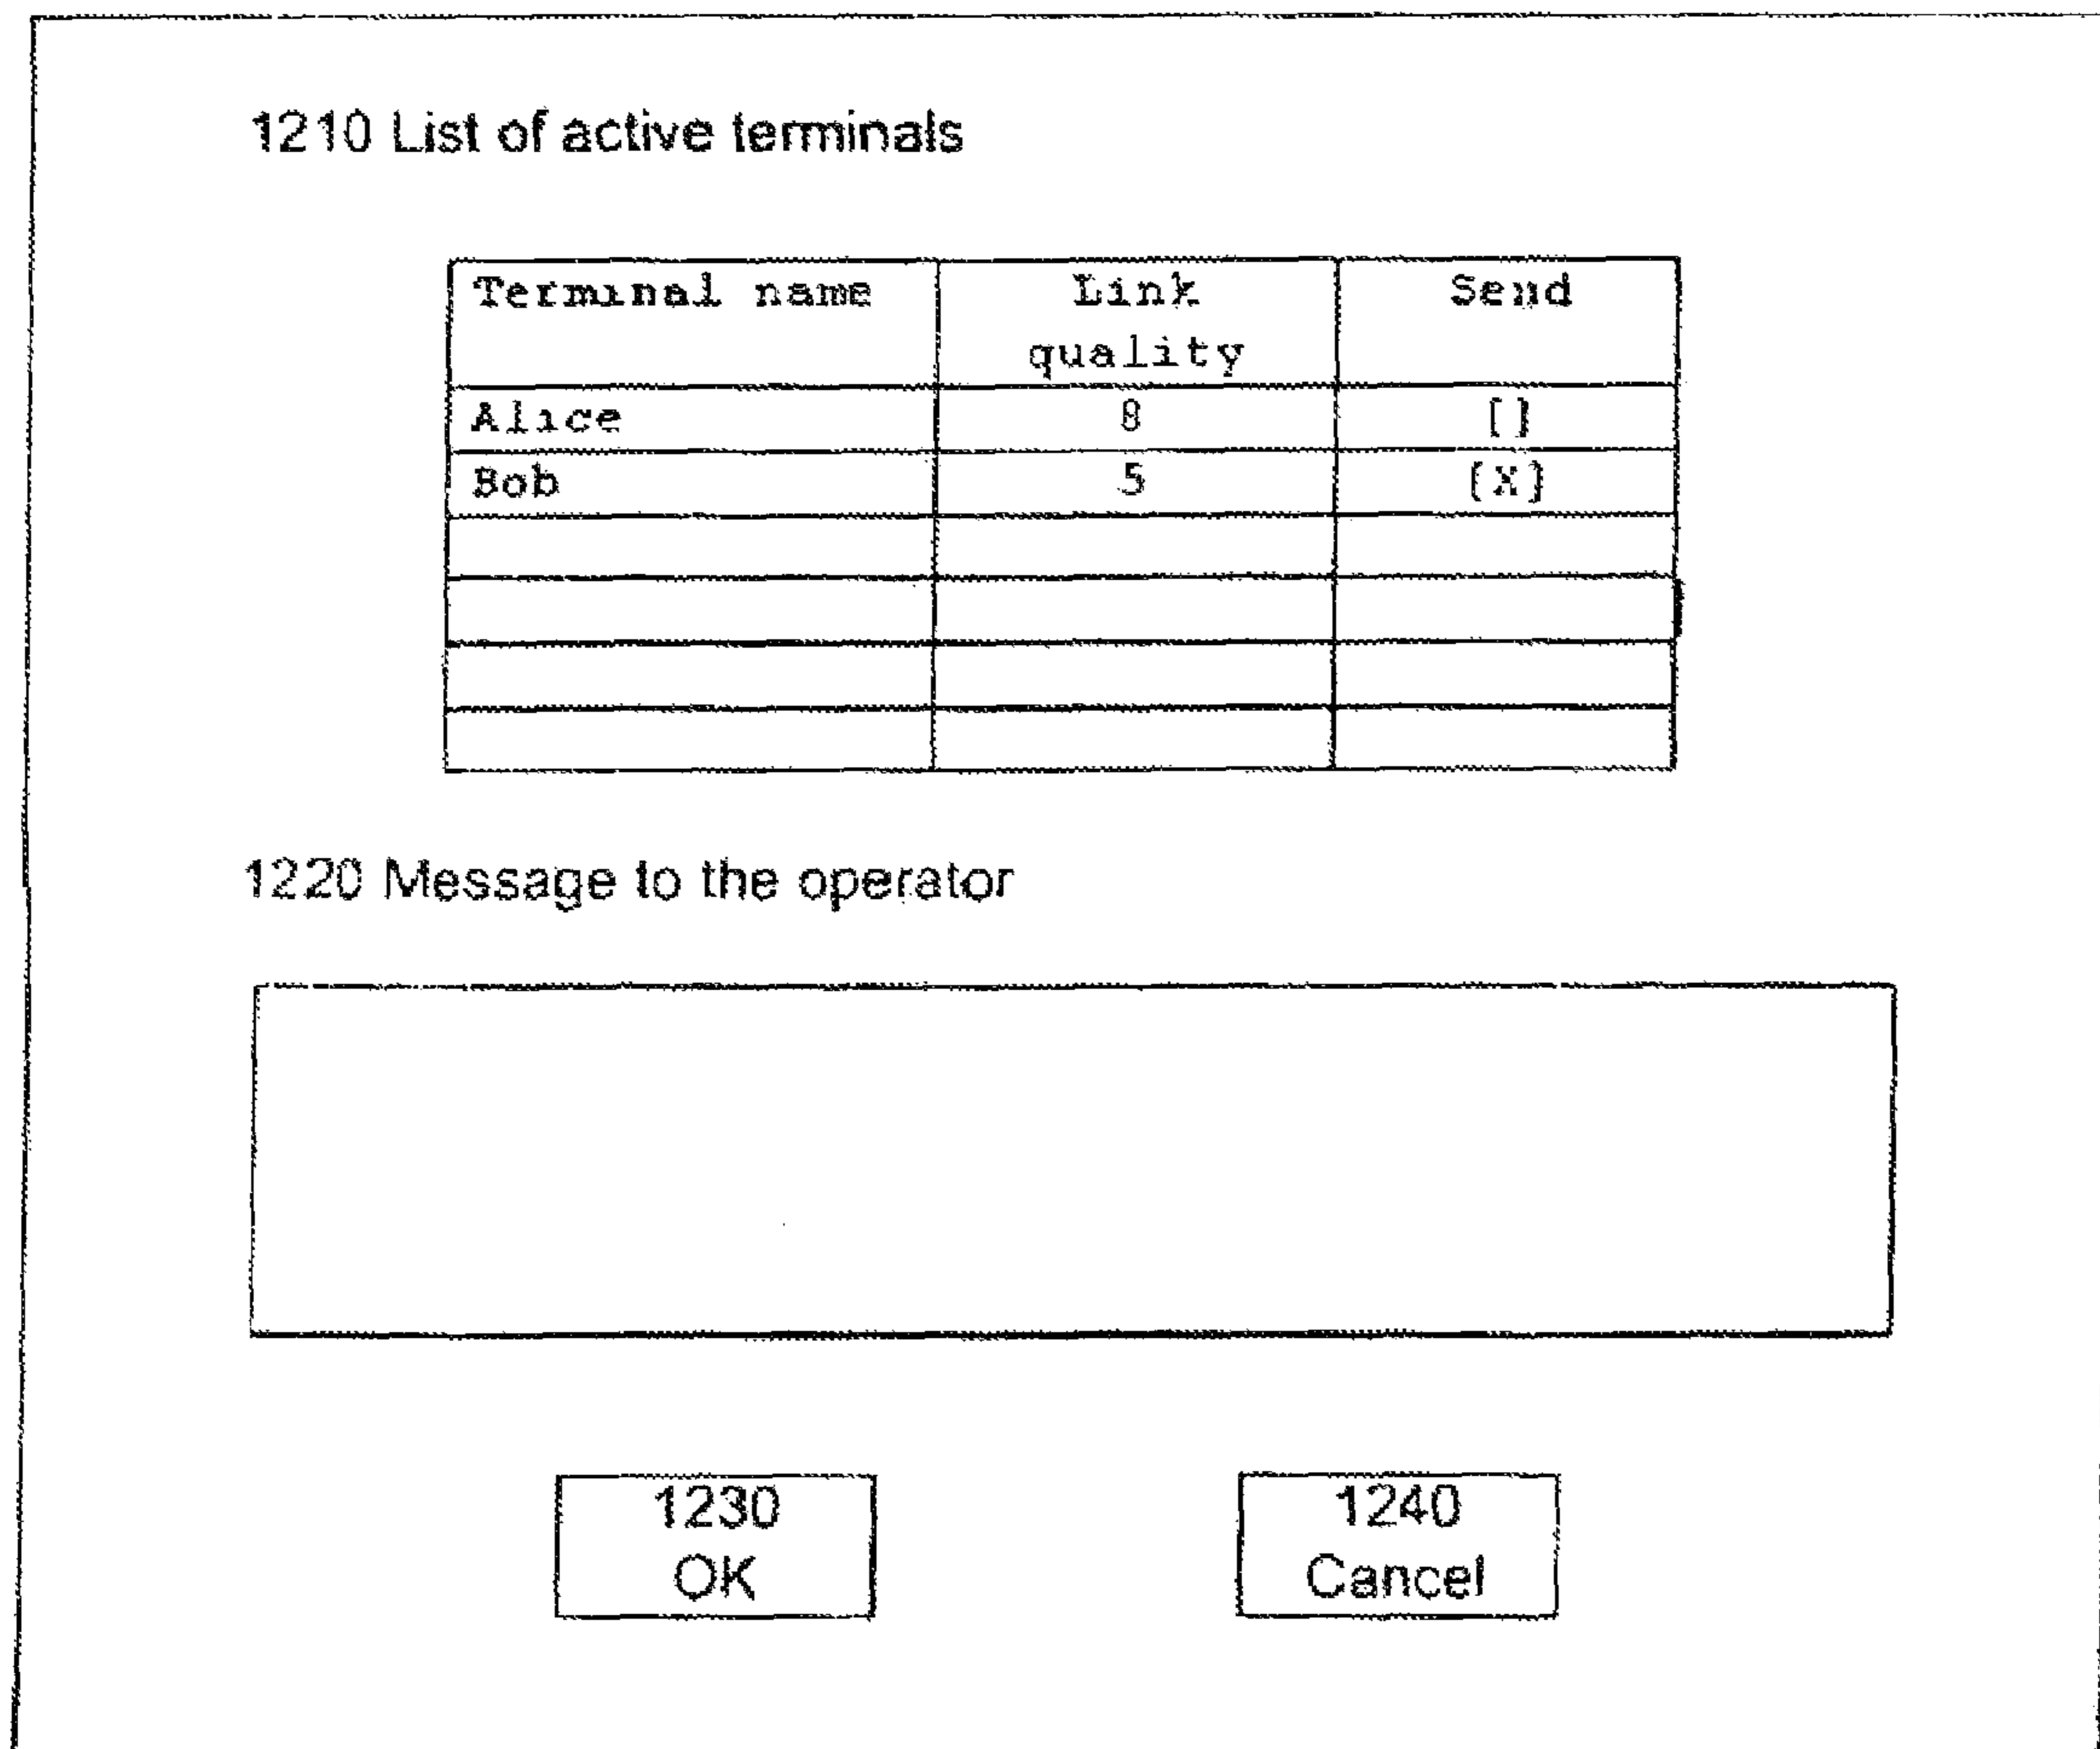 1210 List of active terminals
Terminal name Link Send
quality
Alice 8 []
Bob 5 [X]
1220 Message to the operator
1230
OK
1240
Cancel